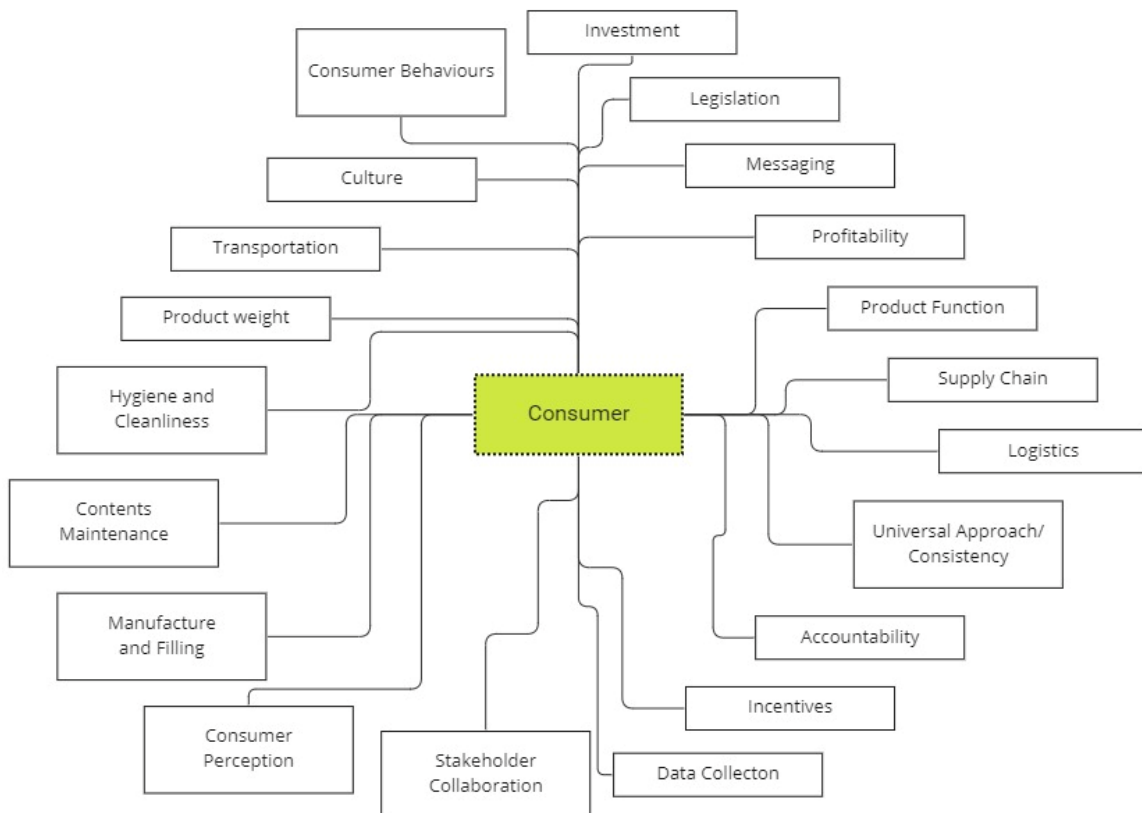 Investment
Consumer Behaviours
Legislation
Messaging
Culture
Profitability
Transportation
Product Function
Product weight
Supply Chain
Hygiene and
Cleanliness
Consumer
Logistics
Contents
Maintenance
Universal Approach/
Consistency
Manufacture
and Filling
Accountability
Incentives
Consumer
Perception
Stakeholder
Collaboration
Data Collecton